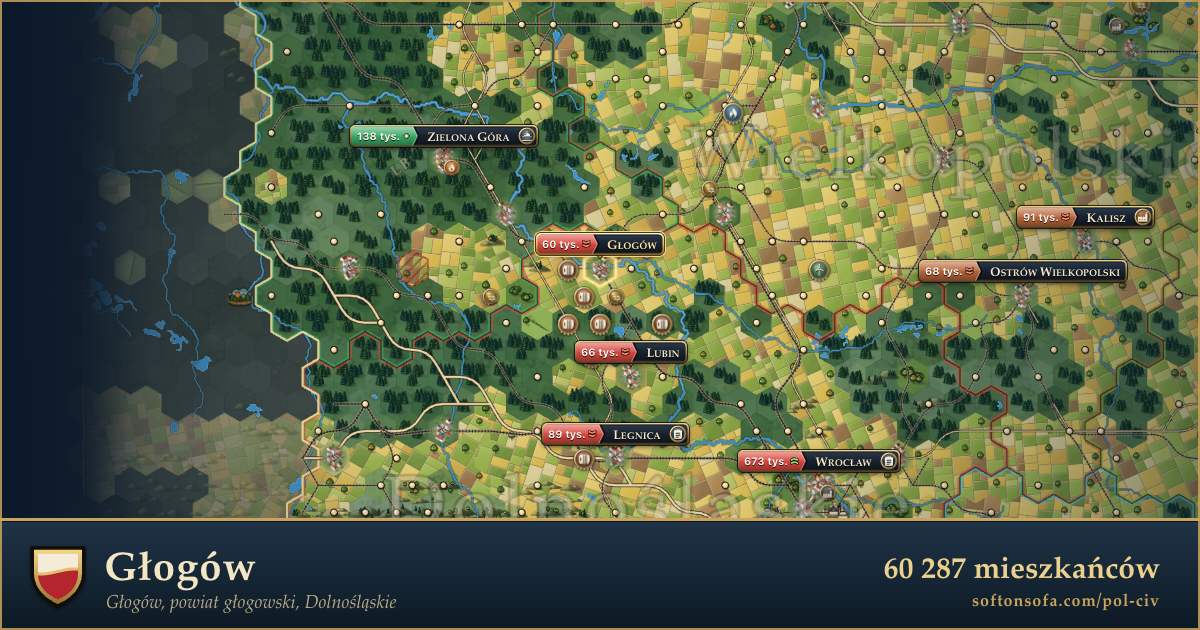 Wielkopolskie
138 tys. ZIELONA GÓRA
91 tys. KALISZ
60 tys. GŁOGÓW
68 tys. OSTRÓW WIELKOPOLSKI
66 tys. LUBIN
89 tys. LEGNICA
673 tys. WROCŁAW
Dolnośląskie
Głogów
60 287 mieszkańców
Głogów, powiat głogowski, Dolnośląskie
softonsofa.com/pol-civ